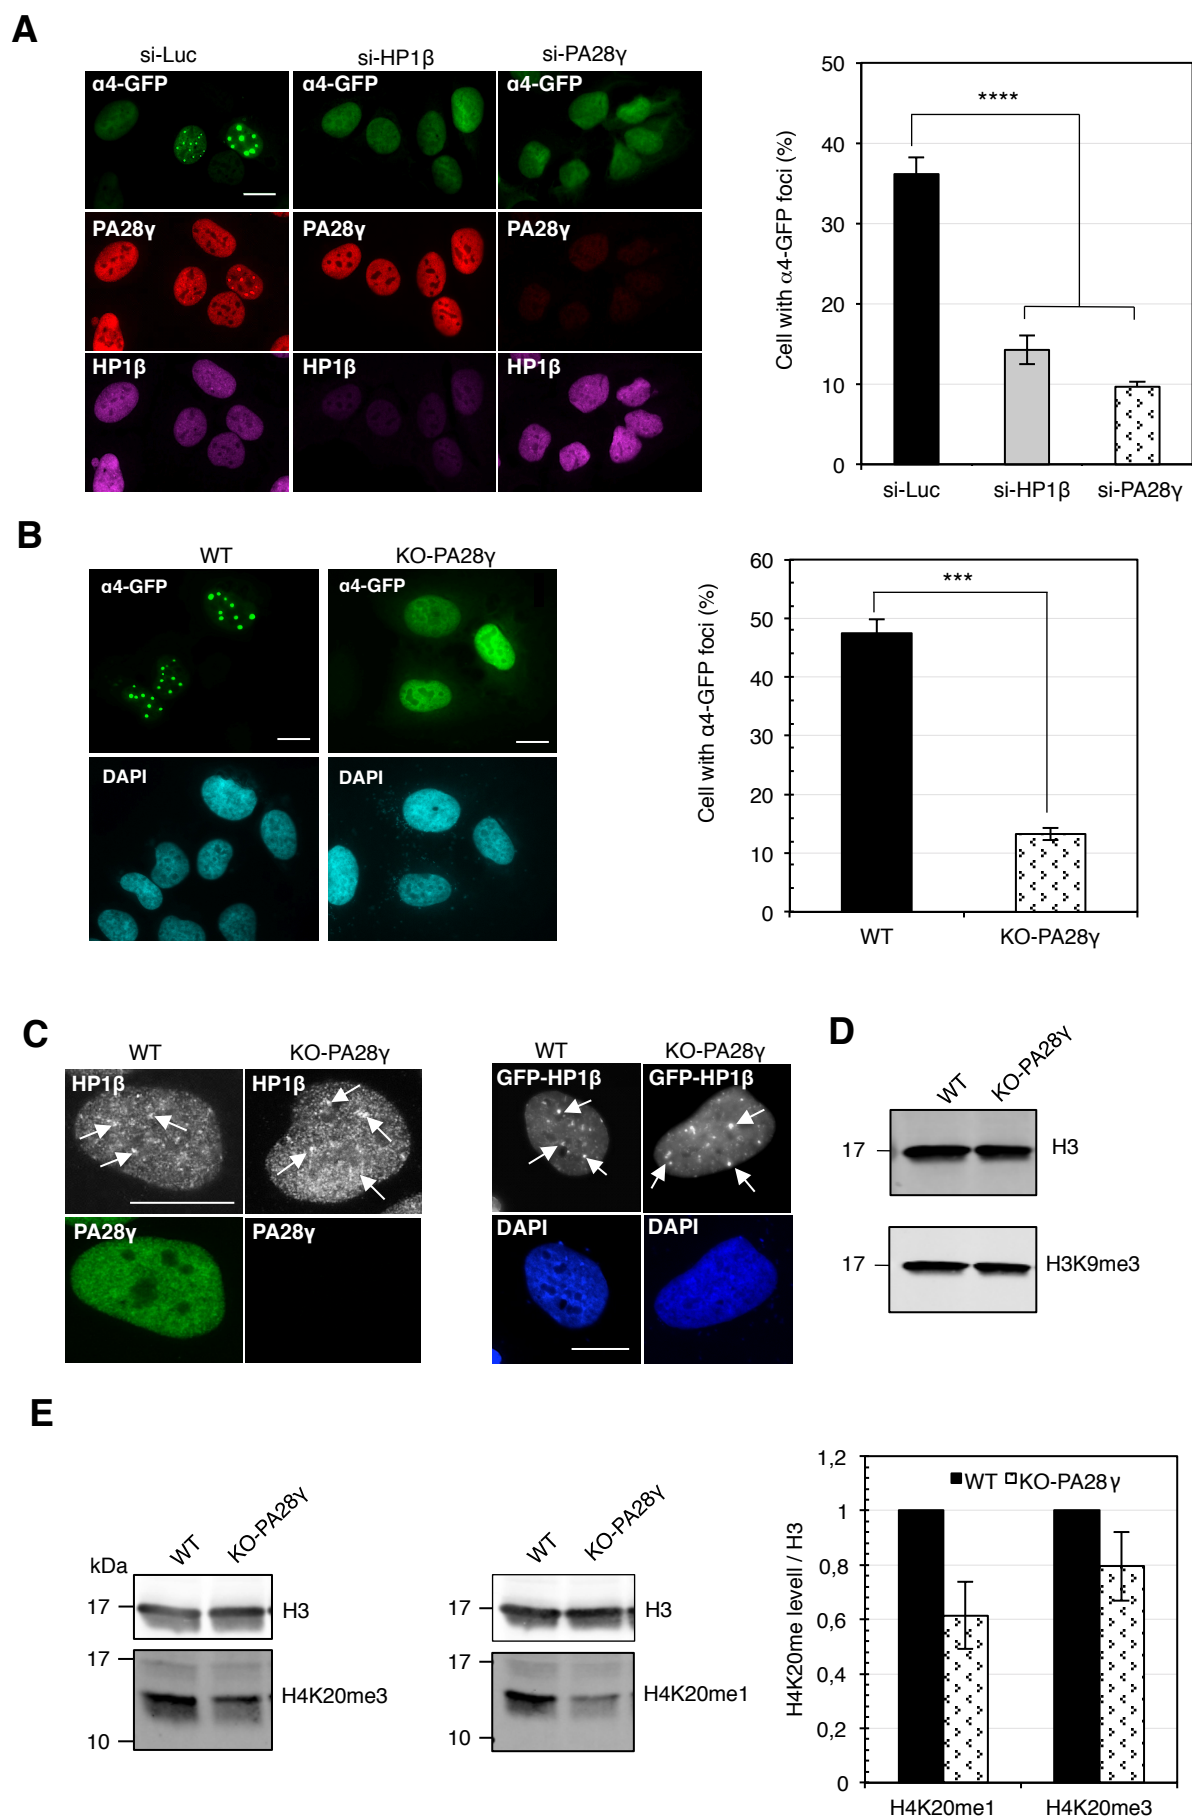 A
si-Luc si-HP1β si-PA28γ
α4-GFP α4-GFP α4-GFP
PA28γ PA28γ PA28γ
HP1β HP1β HP1β
Cell with α4-GFP foci (%)
50
40
30
20
10
0
****
si-Luc si-HP1β si-PA28γ
B
WT KO-PA28γ
α4-GFP α4-GFP
DAPI DAPI
Cell with α4-GFP foci (%)
60
50
40
30
20
10
0
***
WT KO-PA28γ
C
WT KO-PA28γ
HP1β HP1β
PA28γ PA28γ
WT KO-PA28γ
GFP-HP1β GFP-HP1β
DAPI DAPI
D
WT KO-PA28γ
17 H3
17 H3K9me3
E
WT KO-PA28γ
kDa
17 H3
17
H4K20me3
10
WT KO-PA28γ
17 H3
17
H4K20me1
10
H4K20me levell / H3
1,2
1
0,8
0,6
0,4
0,2
0
WT KO-PA28γ
H4K20me1 H4K20me3